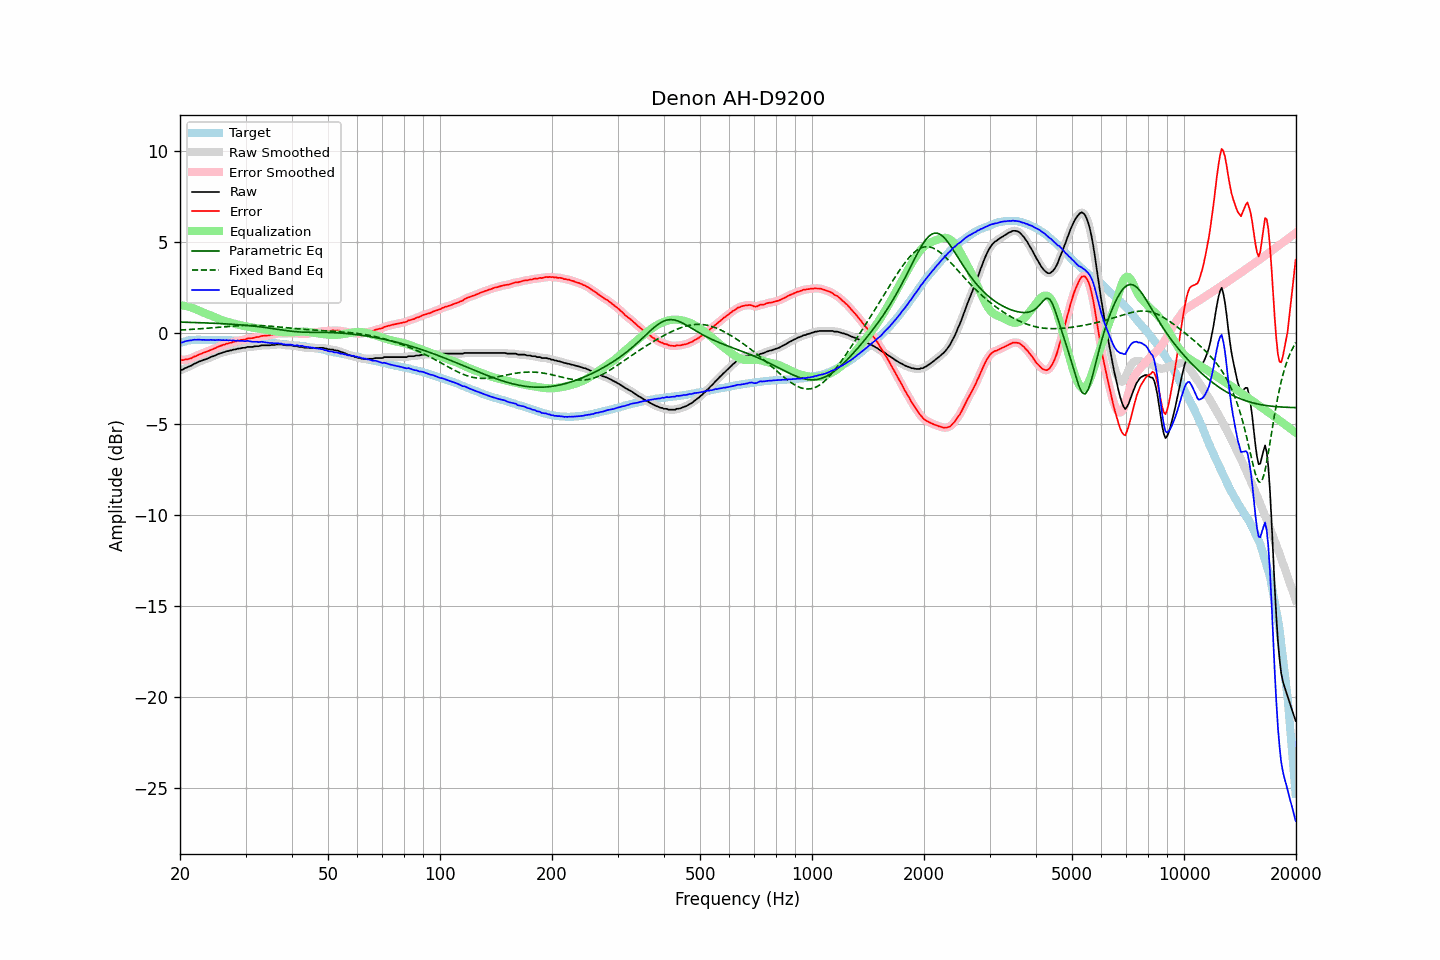 Denon AH-D9200
Target
Raw Smoothed
Error Smoothed
Raw
Error
Equalization
Parametric Eq
Fixed Band Eq
Equalized
10
5
0
−5
−10
−15
−20
−25
Amplitude (dBr)
20 50 100 200 500 1000 2000 5000 10000 20000
Frequency (Hz)